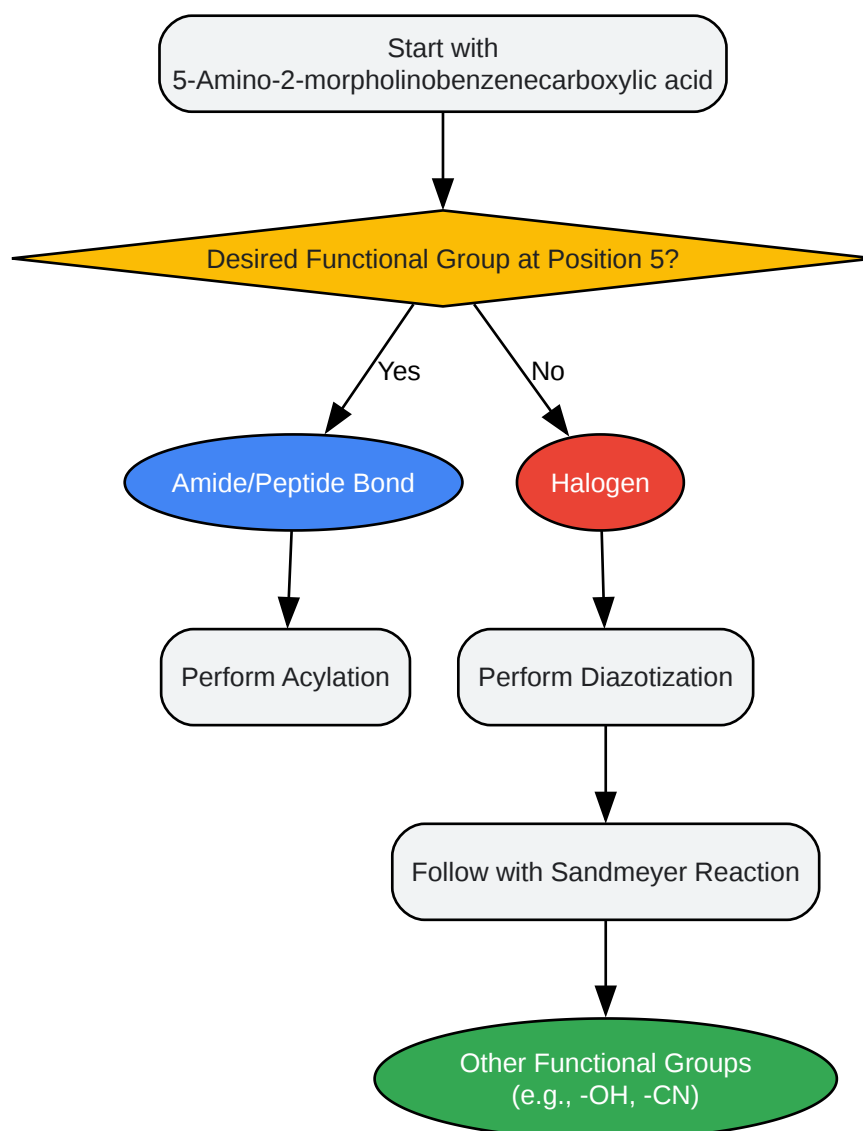 Start with
5-Amino-2-morpholinobenzenecarboxylic acid
Desired Functional Group at Position 5?
Yes
No
Amide/Peptide Bond
Halogen
Perform Acylation
Perform Diazotization
Follow with Sandmeyer Reaction
Other Functional Groups
(e.g., -OH, -CN)